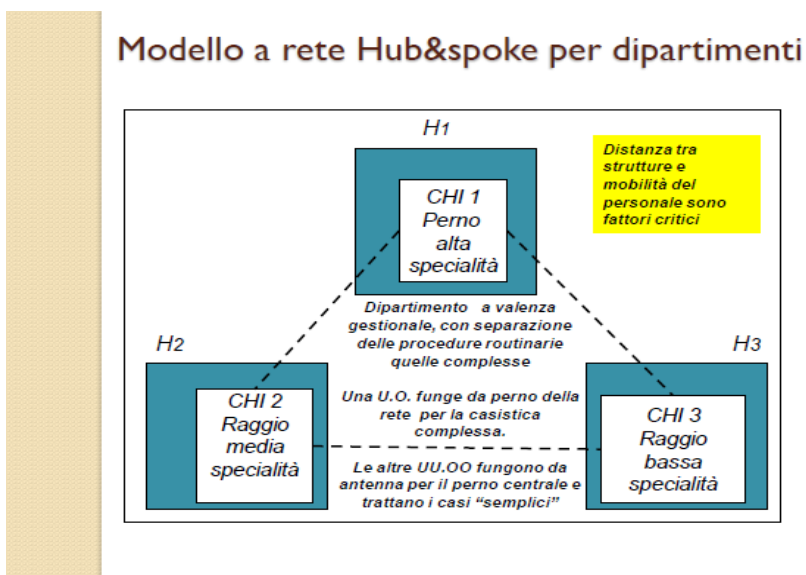 Modello a rete Hub&spoke per dipartimenti
H1
Distanza tra
strutture e
mobilità del
personale sono
fattori critici
CHI 1
Perno
alta
specialità
Dipartimento a valenza
gestionale, con separazione
delle procedure routinarie
quelle complesse
H2
H3
CHI 2
Raggio
media
specialità
Una U.O. funge da perno della
rete per la casistica
complessa.
CHI 3
Raggio
bassa
specialità
Le altre UU.OO fungono da
antenna per il perno centrale e
trattano i casi “semplici”